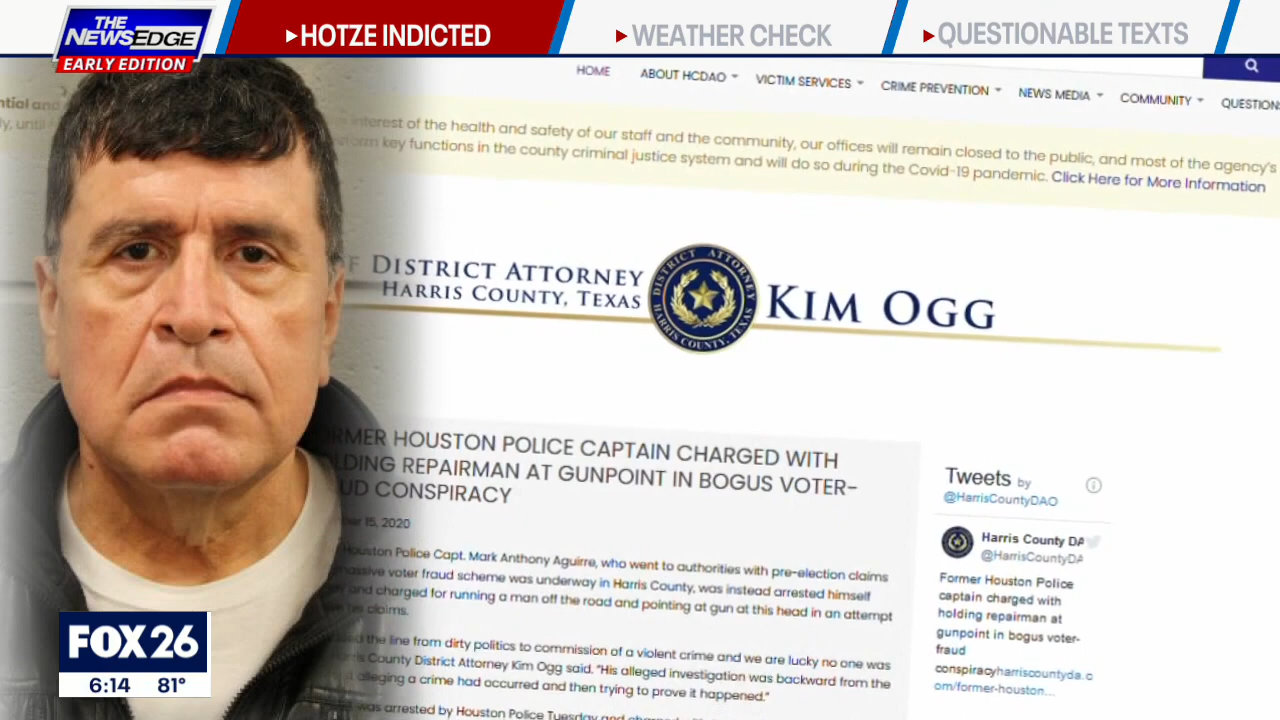 THE
NEWSEDGE
EARLY EDITION
HOTZE INDICTED
WEATHER CHECK
QUESTIONABLE TEXTS
HOME ABOUT HCDAO VICTIM SERVICES CRIME PREVENTION NEWS MEDIA COMMUNITY QUESTION
interest of the health and safety of our staff and the community, our offices will remain closed to the public, and most of the agency's
key functions in the county criminal justice system and will do so during the Covid-19 pandemic. Click Here for More Information
DISTRICT ATTORNEY
HARRIS COUNTY, TEXAS
DISTRICT ATTORNEY
HARRIS COUNTY, TEXAS
KIM OGG
RMER HOUSTON POLICE CAPTAIN CHARGED WITH
LDING REPAIRMAN AT GUNPOINT IN BOGUS VOTER-
UD CONSPIRACY
ber 15, 2020
Houston Police Capt. Mark Anthony Aguirre, who went to authorities with pre-election claims
massive voter fraud scheme was underway in Harris County, was instead arrested himself
and charged for running a man off the road and pointing at gun at this head in an attempt
claims.
the line from dirty politics to commission of a violent crime and we are lucky no one was
rris County District Attorney Kim Ogg said. "His alleged investigation was backward from the
alleging a crime had occurred and then trying to prove it happened."
was arrested by Houston Police Tuesday and charged
Tweets by
@HarrisCountyDAO
Harris County DA
@HarrisCountyDA
Former Houston Police
captain charged with
holding repairman at
gunpoint in bogus voter-
fraud
conspiracyharriscountyda.c
om/former-houston...
FOX 26
6:14 81°